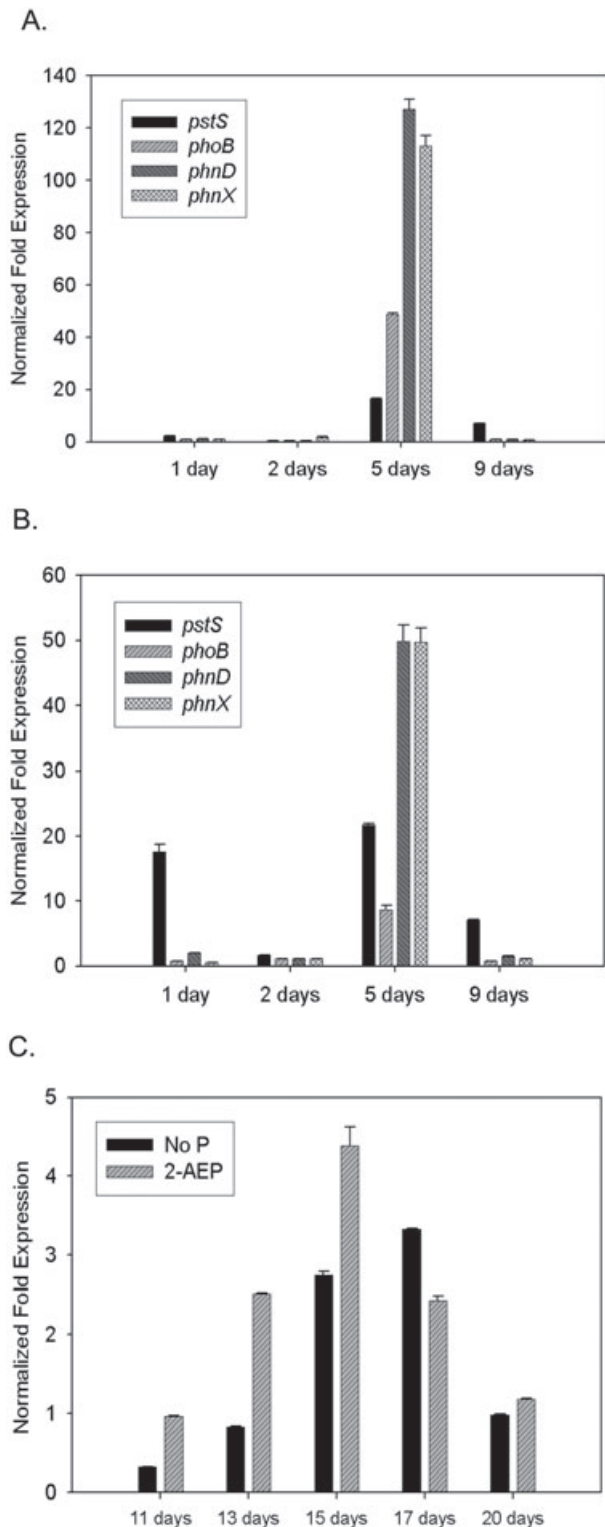 A.
Normalized Fold Expression
140
120
100
80
60
40
20
0
pstS
phoB
phnD
phnX
1 day 2 days 5 days 9 days
B.
Normalized Fold Expression
60
50
40
30
20
10
0
pstS
phoB
phnD
phnX
1 day 2 days 5 days 9 days
C.
Normalized Fold Expression
5
4
3
2
1
0
No P
2-AEP
11 days 13 days 15 days 17 days 20 days